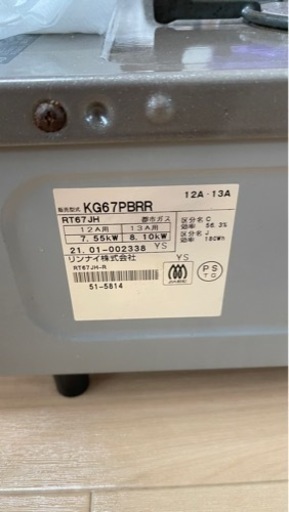 12A・13A
販売型式 KG67PBRR
RT67JH 都市ガス
12A用 13A用
7.55kW 8.10kW
区分名 C
効率 56.3%
区分名 J
効率 180Wh
21.01-002338 YS
リンナイ株式会社 YS
RT67JH-R
51-5814
JHIA
PS
TG